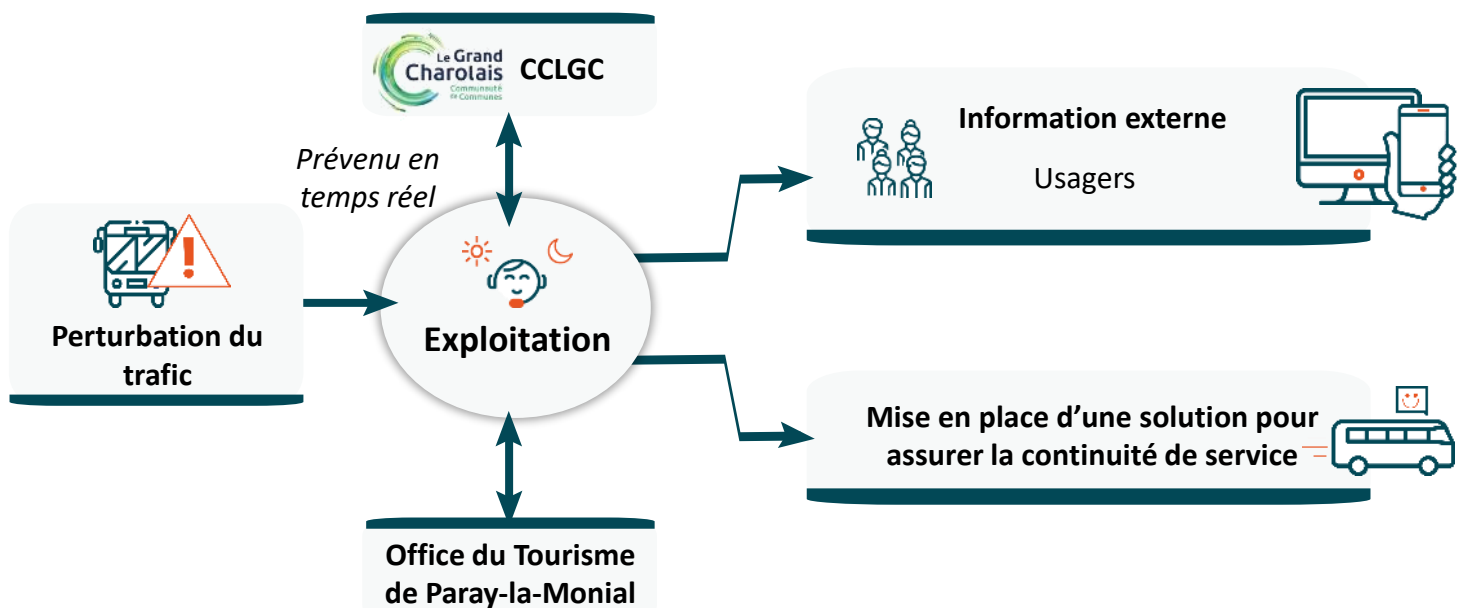 Le Grand
Charolais
Communauté
de Communes
CCLGC
Prévenu en
temps réel
Information externe
Usagers
Perturbation du
trafic
Exploitation
Mise en place d’une solution pour
assurer la continuité de service
Office du Tourisme
de Paray-la-Monial